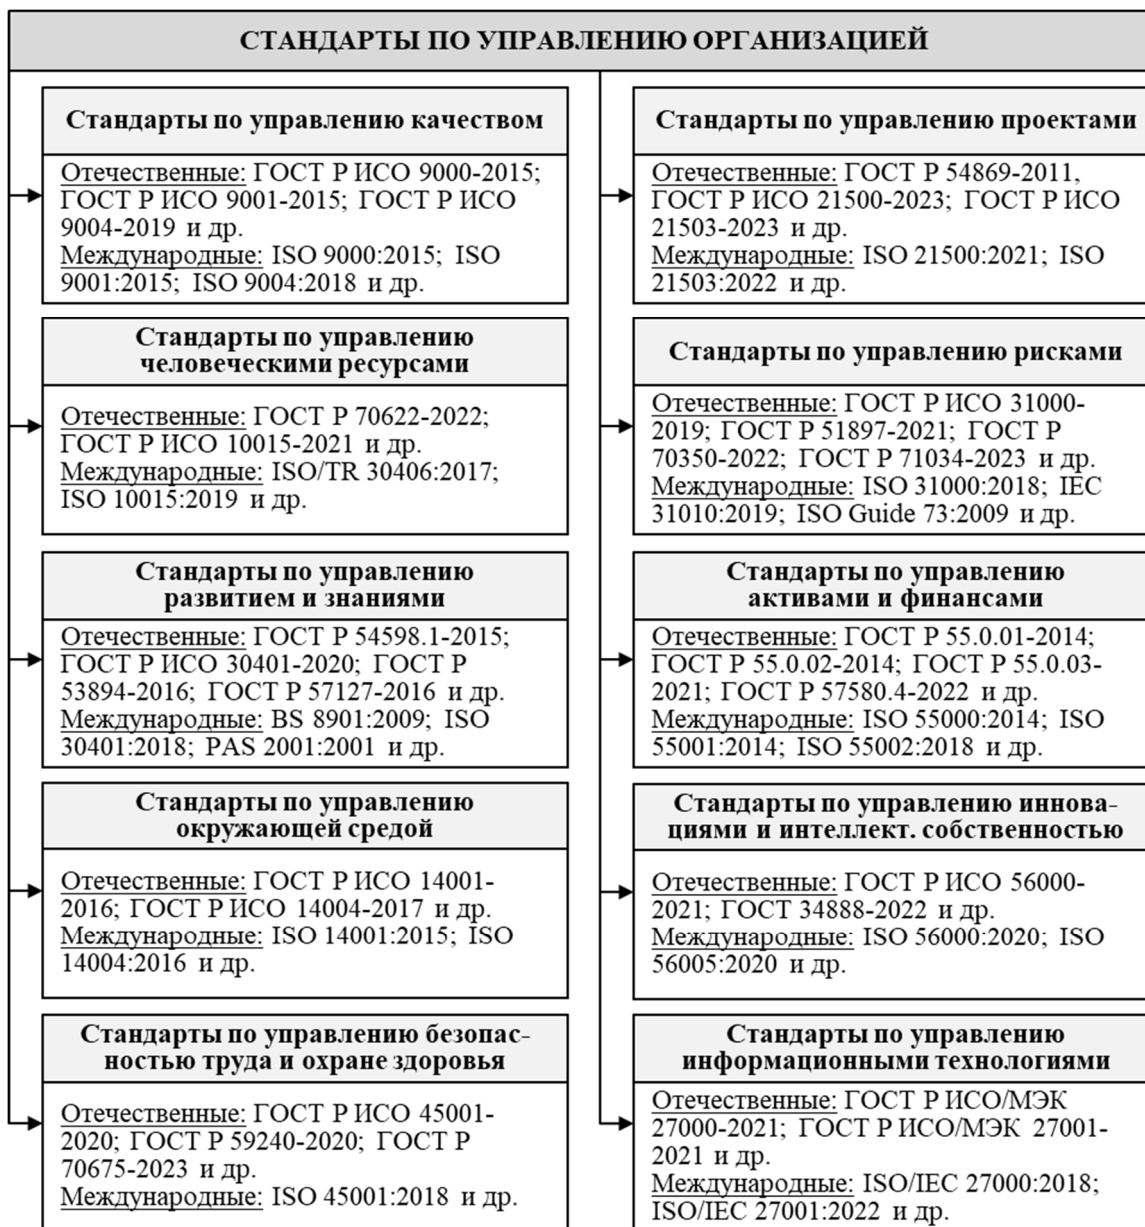 СТАНДАРТЫ ПО УПРАВЛЕНИЮ ОРГАНИЗАЦИЕЙ
Стандарты по управлению качеством
Отечественные: ГОСТ Р ИСО 9000-2015;
ГОСТ Р ИСО 9001-2015; ГОСТ Р ИСО
9004-2019 и др.
Международные: ISO 9000:2015; ISO
9001:2015; ISO 9004:2018 и др.
Стандарты по управлению
человеческими ресурсами
Отечественные: ГОСТ Р 70622-2022;
ГОСТ Р ИСО 10015-2021 и др.
Международные: ISO/TR 30406:2017;
ISO 10015:2019 и др.
Стандарты по управлению
развитием и знаниями
Отечественные: ГОСТ Р 54598.1-2015;
ГОСТ Р ИСО 30401-2020; ГОСТ Р
53894-2016; ГОСТ Р 57127-2016 и др.
Международные: BS 8901:2009; ISO
30401:2018; PAS 2001:2001 и др.
Стандарты по управлению
окружающей средой
Отечественные: ГОСТ Р ИСО 14001-
2016; ГОСТ Р ИСО 14004-2017 и др.
Международные: ISO 14001:2015; ISO
14004:2016 и др.
Стандарты по управлению безопас-
ностью труда и охране здоровья
Отечественные: ГОСТ Р ИСО 45001-
2020; ГОСТ Р 59240-2020; ГОСТ Р
70675-2023 и др.
Международные: ISO 45001:2018 и др.
Стандарты по управлению проектами
Отечественные: ГОСТ Р 54869-2011,
ГОСТ Р ИСО 21500-2023; ГОСТ Р ИСО
21503-2023 и др.
Международные: ISO 21500:2021; ISO
21503:2022 и др.
Стандарты по управлению рисками
Отечественные: ГОСТ Р ИСО 31000-
2019; ГОСТ Р 51897-2021; ГОСТ Р
70350-2022; ГОСТ Р 71034-2023 и др.
Международные: ISO 31000:2018; IEC
31010:2019; ISO Guide 73:2009 и др.
Стандарты по управлению
активами и финансами
Отечественные: ГОСТ Р 55.0.01-2014;
ГОСТ Р 55.0.02-2014; ГОСТ Р 55.0.03-
2021; ГОСТ Р 57580.4-2022 и др.
Международные: ISO 55000:2014; ISO
55001:2014; ISO 55002:2018 и др.
Стандарты по управлению иннова-
циями и интеллект. собственностью
Отечественные: ГОСТ Р ИСО 56000-
2021; ГОСТ 34888-2022 и др.
Международные: ISO 56000:2020; ISO
56005:2020 и др.
Стандарты по управлению
информационными технологиями
Отечественные: ГОСТ Р ИСО/МЭК
27000-2021; ГОСТ Р ИСО/МЭК 27001-
2021 и др.
Международные: ISO/IEC 27000:2018;
ISO/IEC 27001:2022 и др.